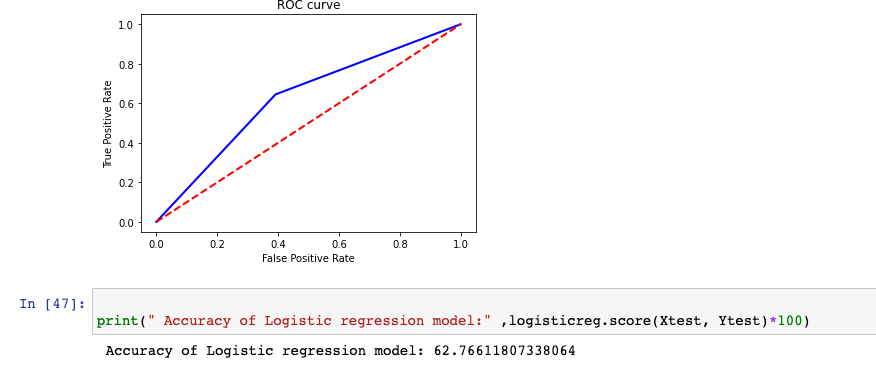 ROC curve
1.0
0.8
0.6
0.4
0.2
0.0
True Positive Rate
0.0 0.2 0.4 0.6 0.8 1.0
False Positive Rate
In [47]:
print(" Accuracy of Logistic regression model:" ,logisticreg.score(Xtest, Ytest)*100)
Accuracy of Logistic regression model: 62.76611807338064